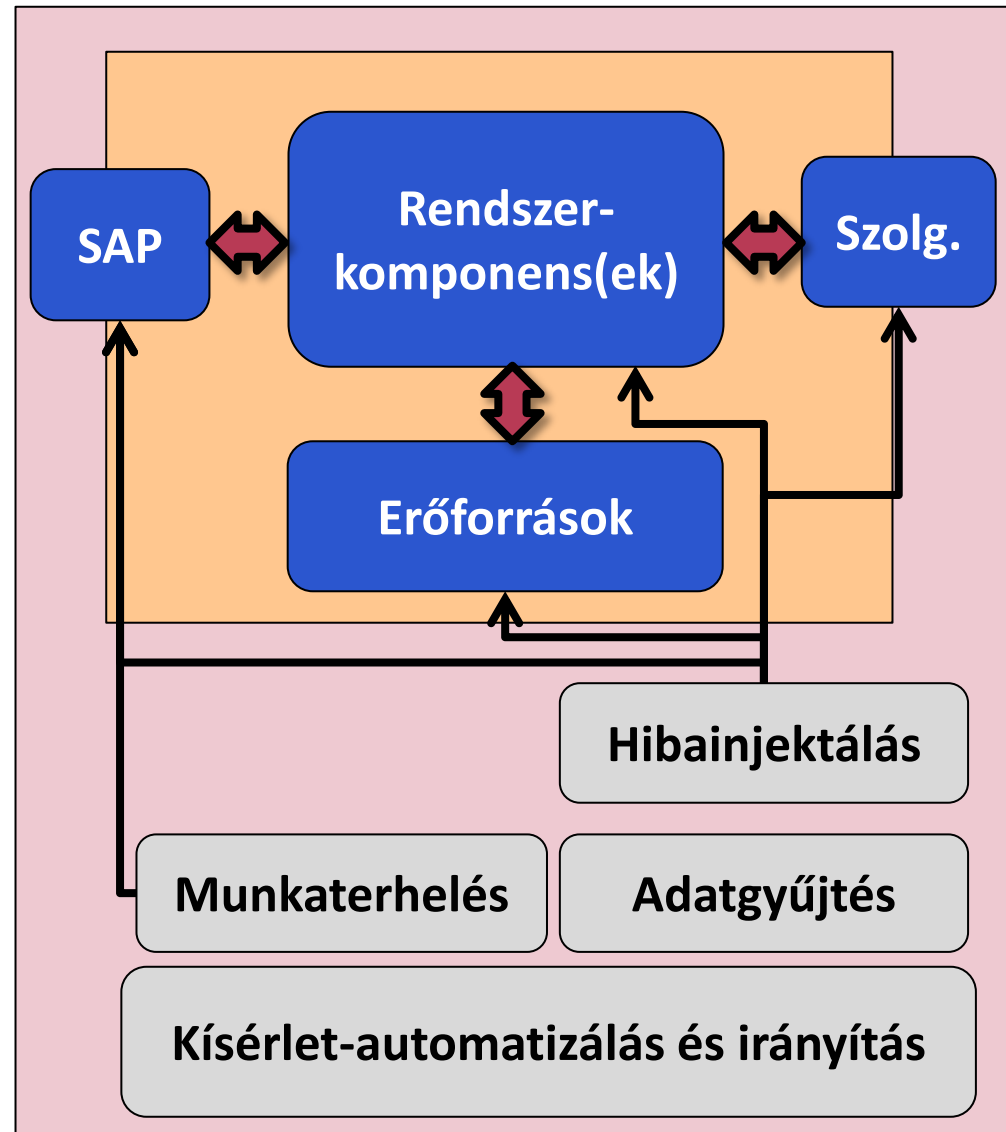 SAP
Rendszer-
komponens(ek)
Szolg.
Erőforrások
Hibainjektálás
Munkaterhelés
Adatgyűjtés
Kísérlet-automatizálás és irányítás